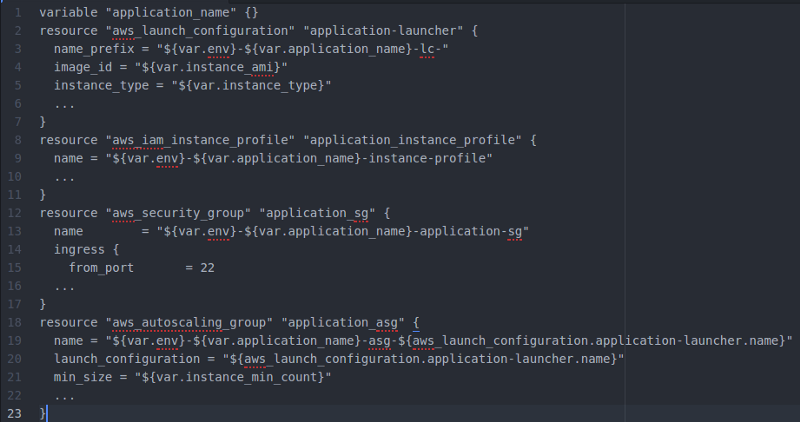 1 variable "application_name" {}
2 resource "aws_launch_configuration" "application-launcher" {
3   name_prefix = "${var.env}-${var.application_name}-lc-"
4   image_id = "${var.instance_ami}"
5   instance_type = "${var.instance_type}"
6   ...
7 }
8 resource "aws_iam_instance_profile" "application_instance_profile" {
9   name = "${var.env}-${var.application_name}-instance-profile"
10   ...
11 }
12 resource "aws_security_group" "application_sg" {
13   name        = "${var.env}-${var.application_name}-application-sg"
14   ingress {
15     from_port       = 22
16   ...
17 }
18 resource "aws_autoscaling_group" "application_asg" {
19   name = "${var.env}-${var.application_name}-asg-${aws_launch_configuration.application-launcher.name}"
20   launch_configuration = "${aws_launch_configuration.application-launcher.name}"
21   min_size = "${var.instance_min_count}"
22   ...
23 }